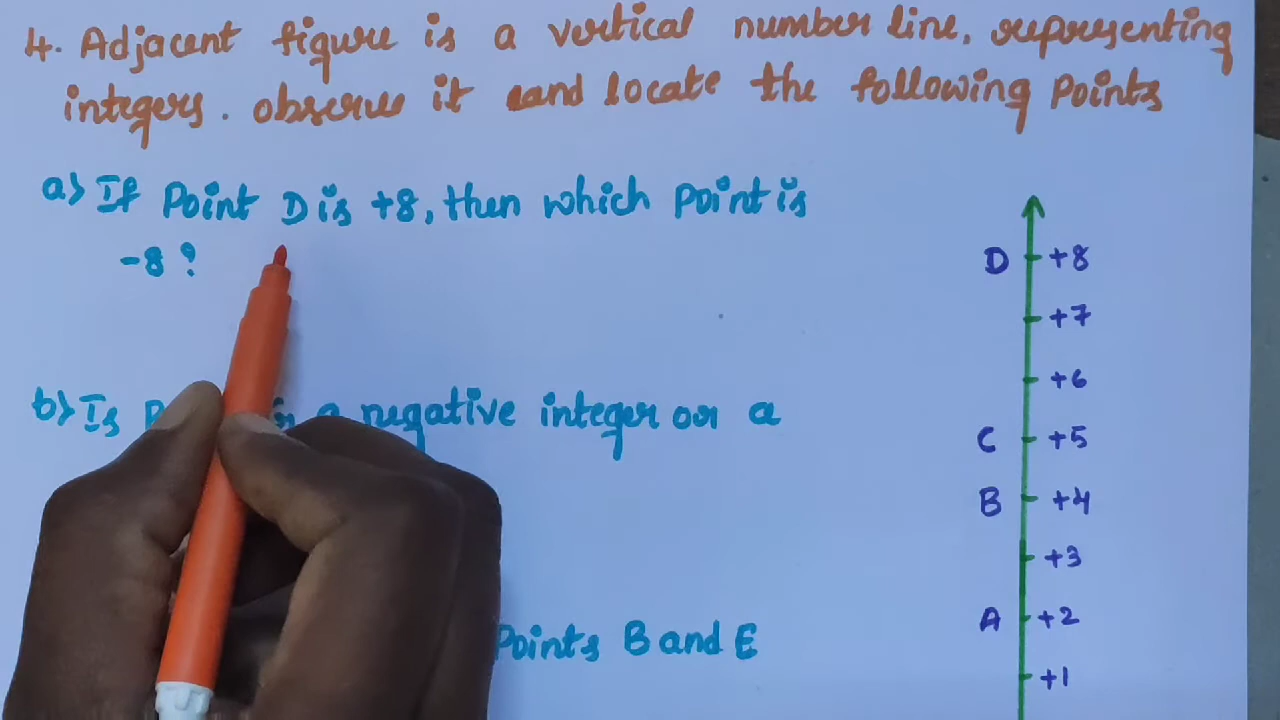 4. Adjacent figure is a vertical number line, representing
integers. observe it and locate the following points
a) If Point D is +8, then which point is
-8 ?
b) Is a negative integer or a
Points B and E
D +8
+7
+6
C +5
B +4
+3
A +2
+1